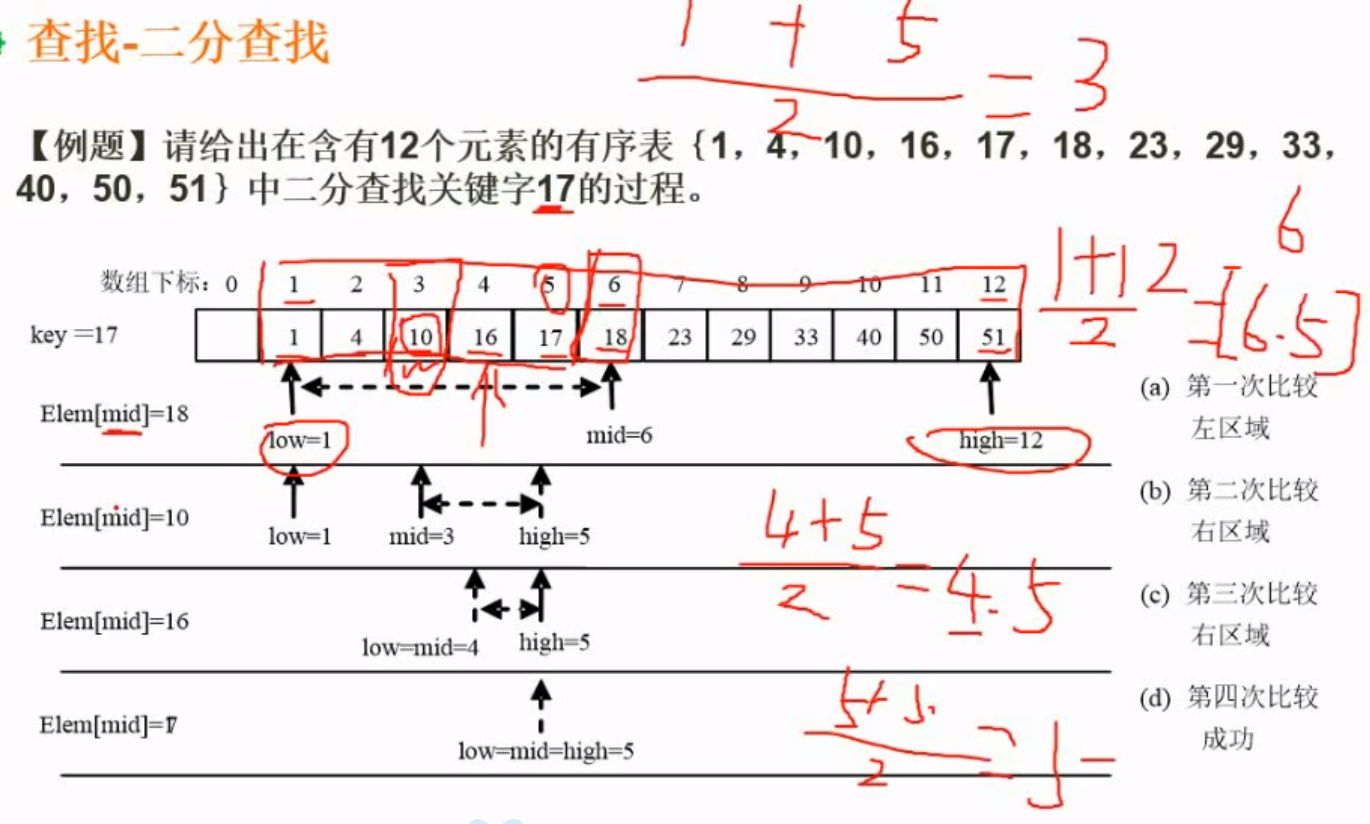 查找-二分查找
1 + 5
2
= 3
【例题】请给出在含有12个元素的有序表{1，4，10，16，17，18，23，29，33，
40，50，51}中二分查找关键字17的过程。
数组下标：0 1 2 3 4 5 6 7 8 9 10 11 12
key =17 1 4 10 16 17 18 23 29 33 40 50 51
6
1+12
2
=[6.5]
Elem[mid]=18 low=1 mid=6 high=12
(a) 第一次比较
左区域
Elem[mid]=10 low=1 mid=3 high=5
(b) 第二次比较
右区域
4+5
2
=4.5
Elem[mid]=16 low=mid=4 high=5
(c) 第三次比较
右区域
Elem[mid]=17 low=mid=high=5
(d) 第四次比较
成功
5+5
2
=